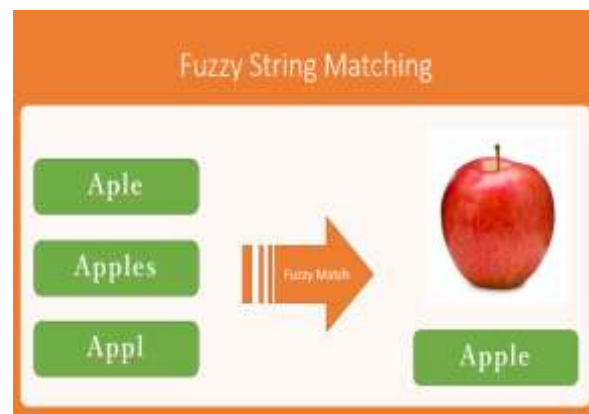 Fuzzy String Matching
Aple
Apples
Appl
Fuzzy Match
Apple